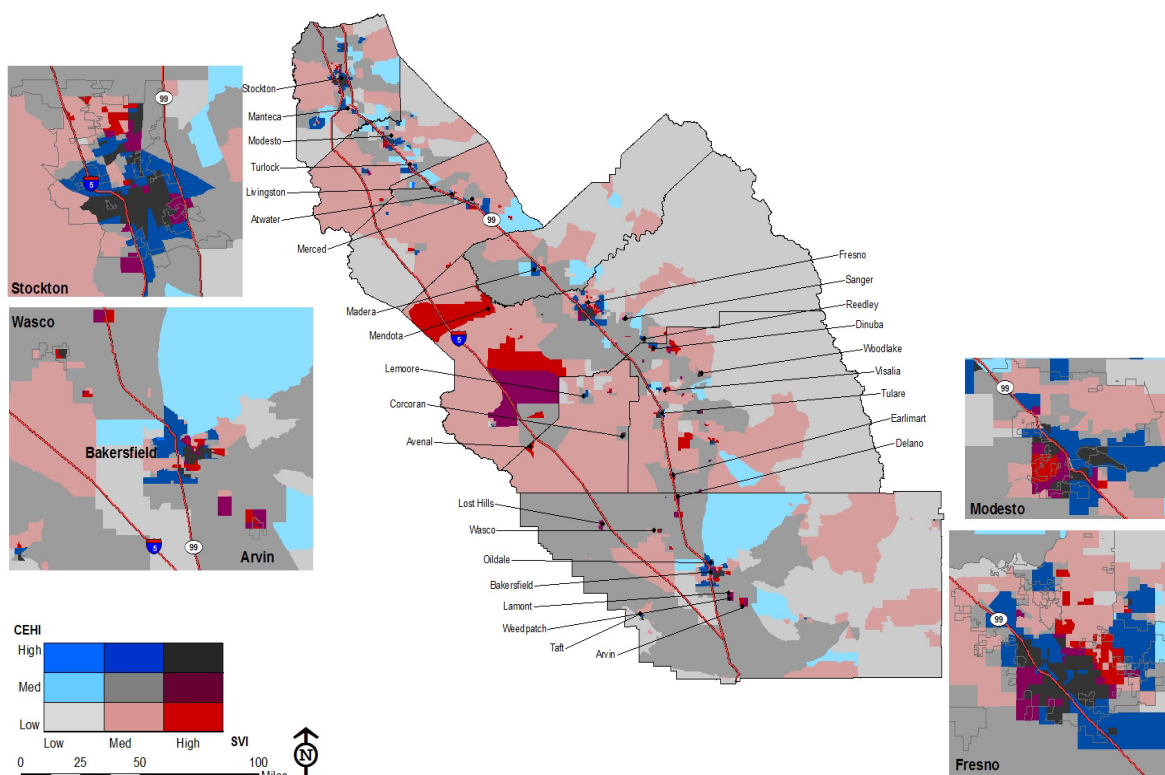 Stockton
Manteca
Modesto
Turlock
Livingston
Atwater
Merced
Madera
Mendota
Lemoore
Corcoran
Avenal
Lost Hills
Wasco
Oildale
Bakersfield
Lamont
Weedpatch
Taft
Arvin
Fresno
Sanger
Reedley
Dinuba
Woodlake
Visalia
Tulare
Earlimart
Delano
99
5
99
5
Stockton
Wasco
Bakersfield
5
99
Arvin
99
Modesto
99
Fresno
CEHI
High
Med
Low
Low Med High SVI
0 25 50 100
Miles
N